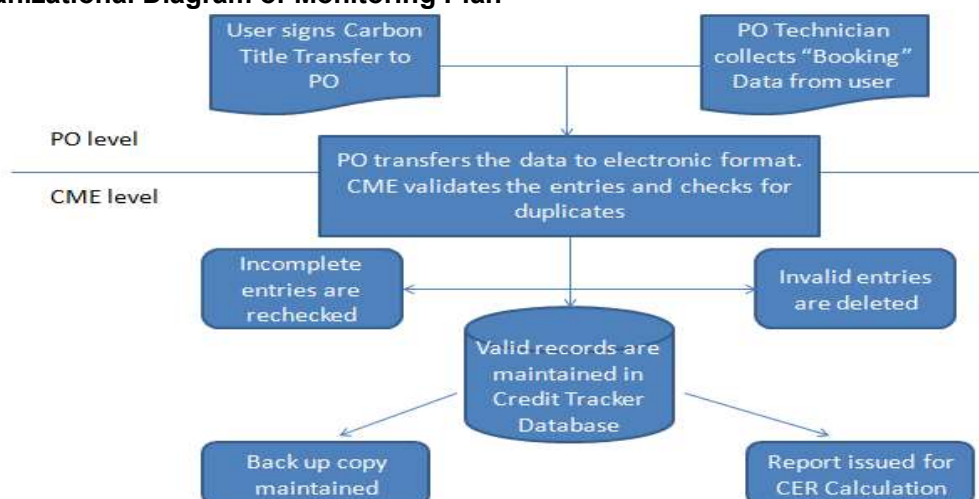 User signs Carbon
Title Transfer to
PO
PO Technician
collects “Booking”
Data from user
PO level
CME level
PO transfers the data to electronic format.
CME validates the entries and checks for
duplicates
Incomplete
entries are
rechecked
Invalid entries
are deleted
Valid records are
maintained in
Credit Tracker
Database
Back up copy
maintained
Report issued for
CER Calculation